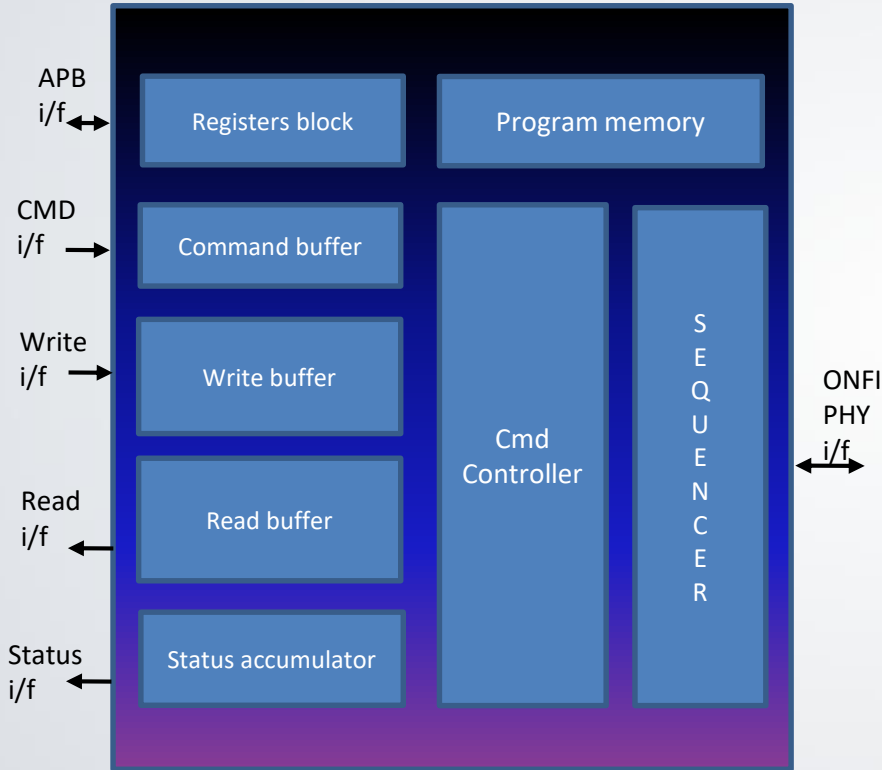 APB
i/f
Registers block
Program memory
CMD
i/f
Command buffer
Write
i/f
Write buffer
Read
i/f
Read buffer
Status
i/f
Status accumulator
Cmd
Controller
S
E
Q
U
E
N
C
E
R
ONFI
PHY
i/f